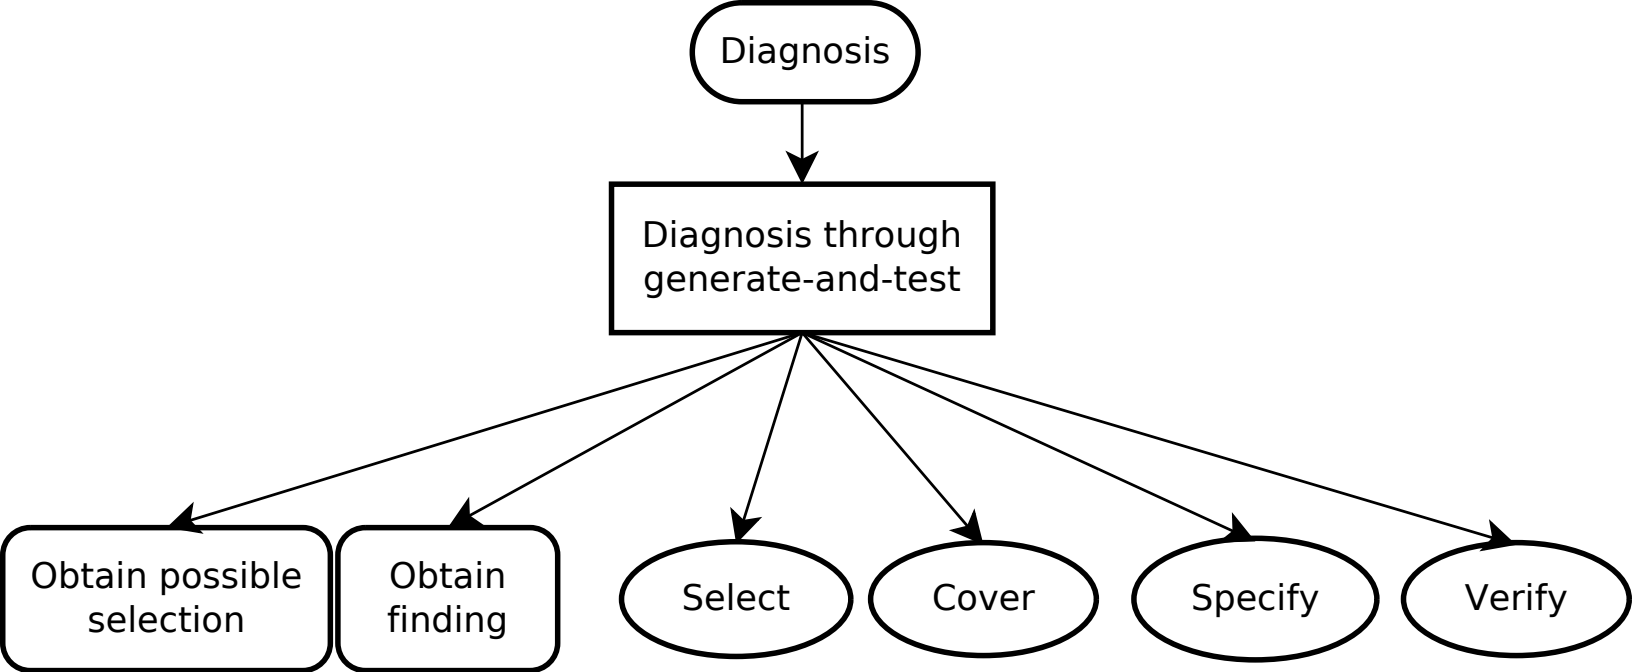 Diagnosis
Diagnosis through
generate-and-test
Obtain possible
selection
Obtain
finding
Select
Cover
Specify
Verify